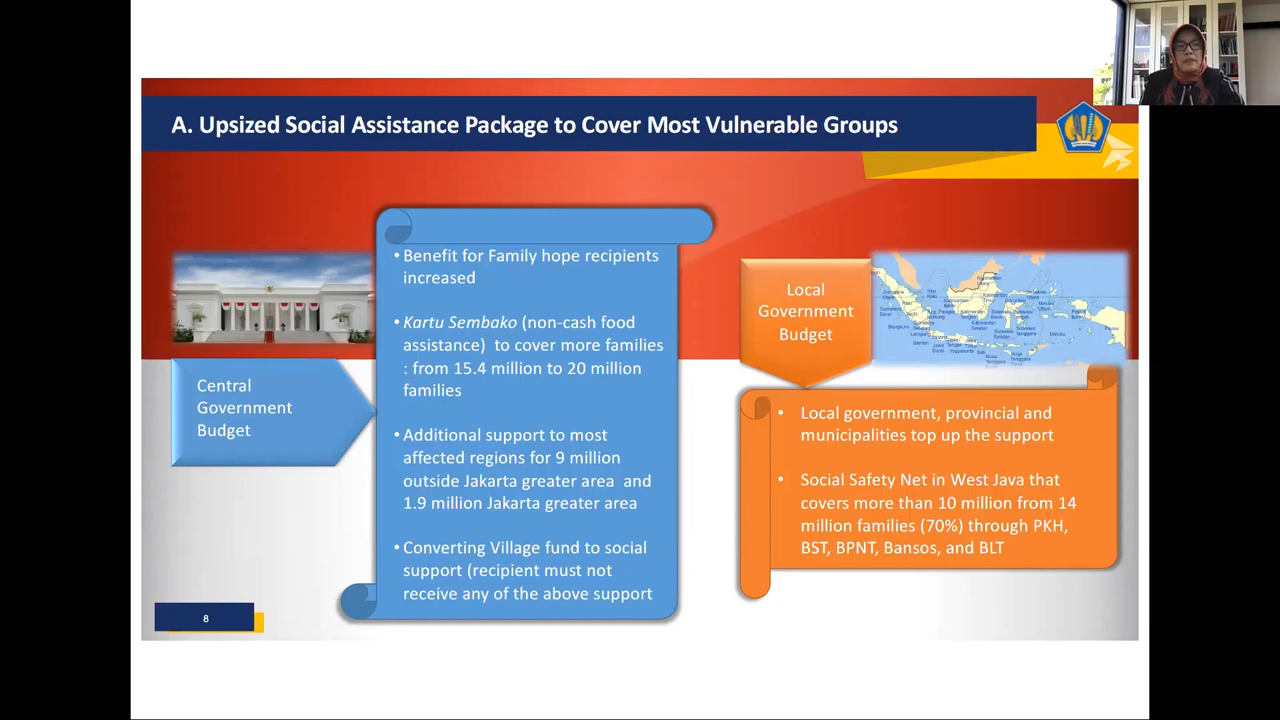 A. Upsized Social Assistance Package to Cover Most Vulnerable Groups
Central
Government
Budget
• Benefit for Family hope recipients
increased
• Kartu Sembako (non-cash food
assistance) to cover more families
: from 15.4 million to 20 million
families
• Additional support to most
affected regions for 9 million
outside Jakarta greater area and
1.9 million Jakarta greater area
• Converting Village fund to social
support (recipient must not
receive any of the above support
Local
Government
Budget
• Local government, provincial and
municipalities top up the support
• Social Safety Net in West Java that
covers more than 10 million from 14
million families (70%) through PKH,
BST, BPNT, Bansos, and BLT
8